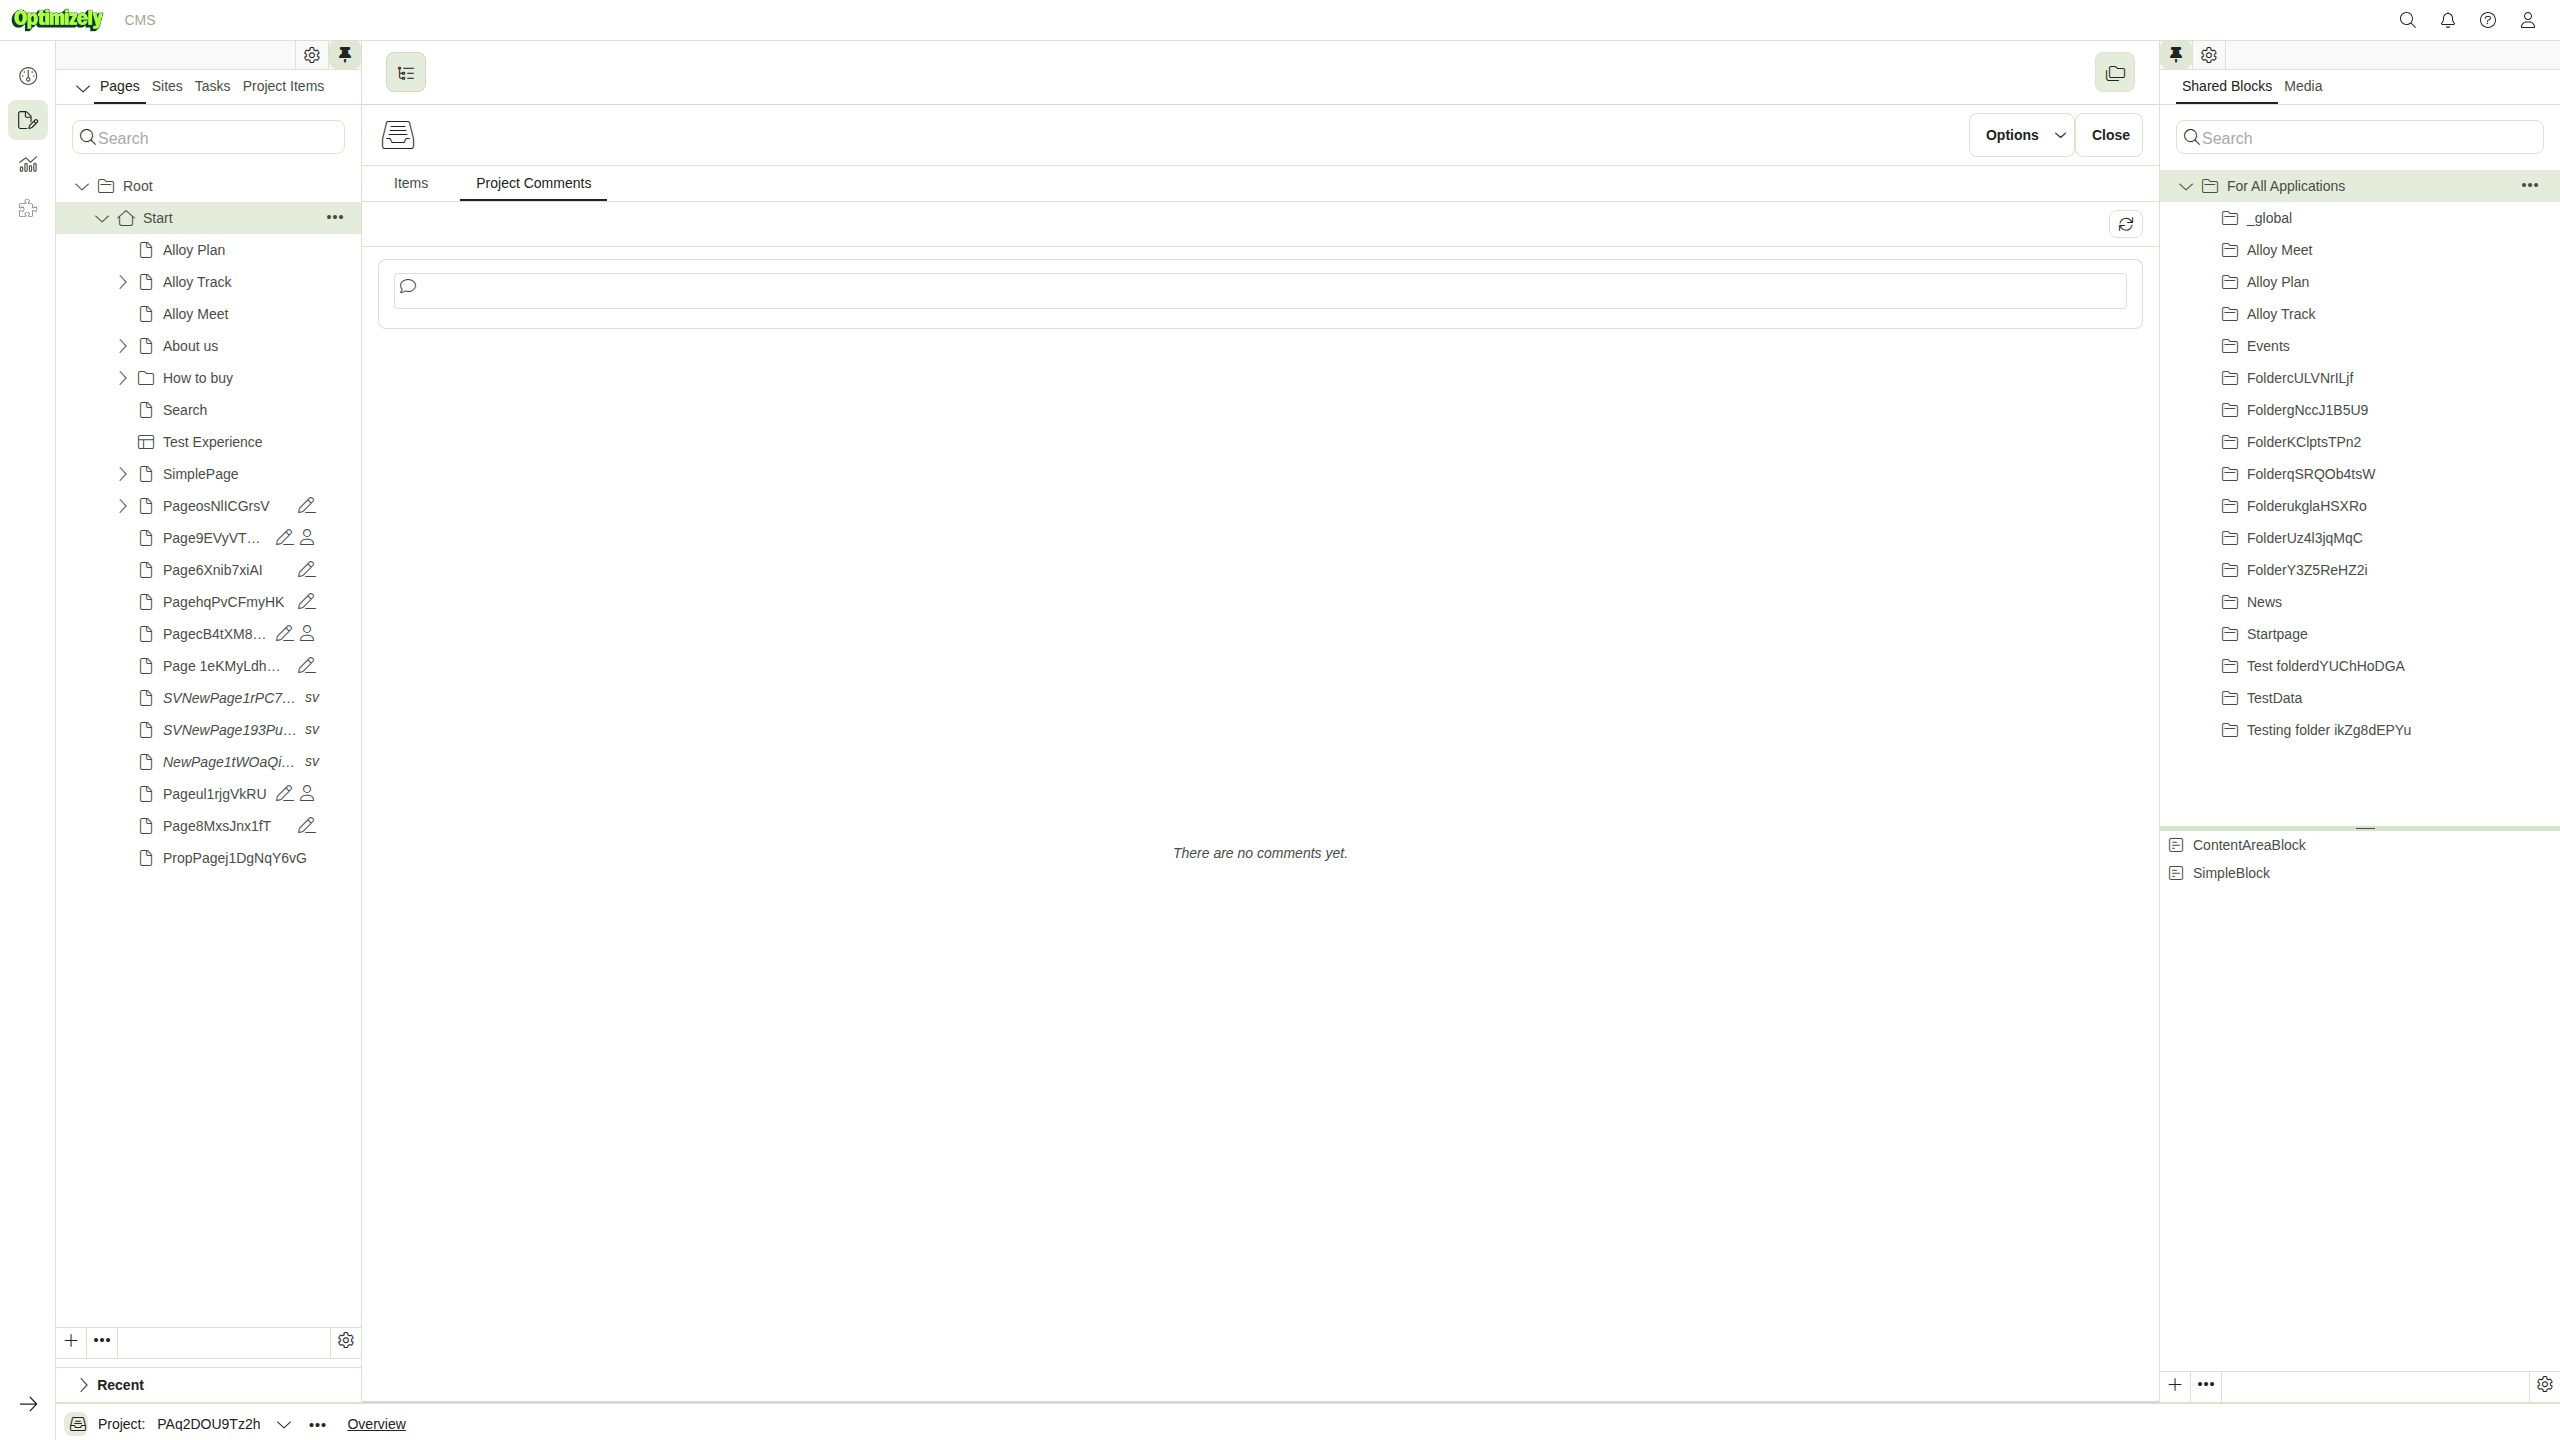 Optimizely CMS
Pages Sites Tasks Project Items
Search
Root
Start
Alloy Plan
Alloy Track
Alloy Meet
About us
How to buy
Search
Test Experience
SimplePage
PageosNlICGrsV
Page9EVyVT…
Page6Xnib7xiAI
PagehqPvCFmyHK
PagecB4tXM8…
Page 1eKMyLdh…
SVNewPage1rPC7… sv
SVNewPage193Pu… sv
NewPage1tWOaQi… sv
Pageul1rjgVkRU
Page8MxsJnx1fT
PropPagej1DgNqY6vG
Recent
Options Close
Items Project Comments
There are no comments yet.
Shared Blocks Media
Search
For All Applications
_global
Alloy Meet
Alloy Plan
Alloy Track
Events
FoldercULVNrILjf
FoldergNccJ1B5U9
FolderKClptsTPn2
FolderqSRQOb4tsW
FolderukglaHSXRo
FolderUz4l3jqMqC
FolderY3Z5ReHZ2i
News
Startpage
Test folderdYUChHoDGA
TestData
Testing folder ikZg8dEPYu
ContentAreaBlock
SimpleBlock
Project: PAq2DOU9Tz2h Overview